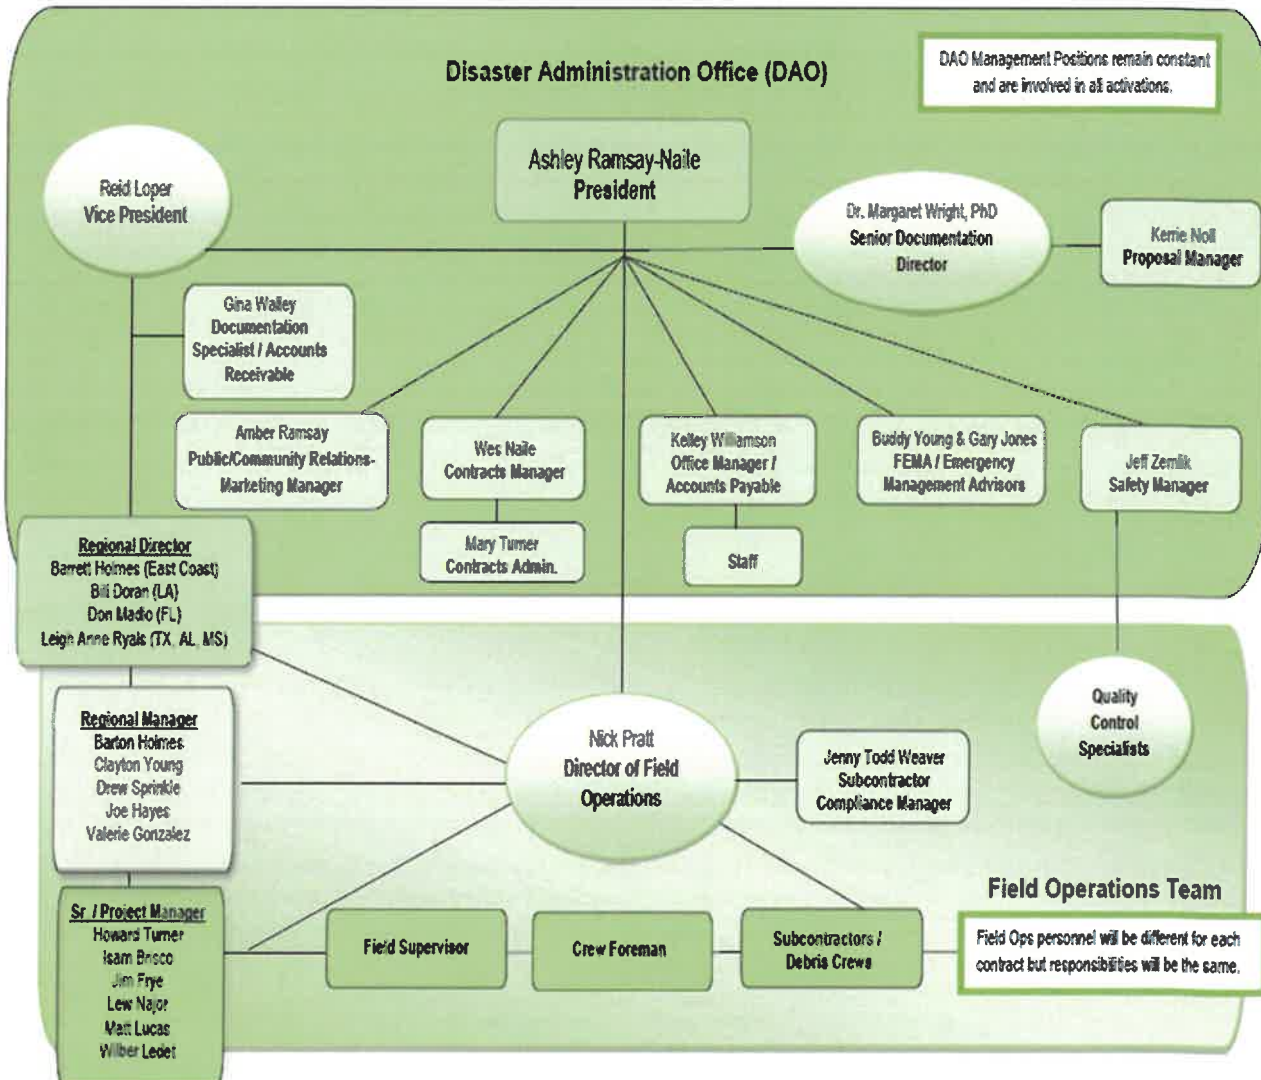 Disaster Administration Office (DAO)
DAO Management Positions remain constant
and are involved in all activations.
Ashley Ramsay-Naile
President
Reid Loper
Vice President
Dr. Margaret Wright, PhD
Senior Documentation
Director
Kerrie Noll
Proposal Manager
Gina Walley
Documentation
Specialist / Accounts
Receivable
Amber Ramsay
Public/Community Relations-
Marketing Manager
Wes Naile
Contracts Manager
Kelley Williamson
Office Manager /
Accounts Payable
Buddy Young & Gary Jones
FEMA / Emergency
Management Advisors
Jeff Zemlik
Safety Manager
Mary Turner
Contracts Admin.
Staff
Regional Director
Barrett Holmes (East Coast)
Bill Doran (LA)
Don Madio (FL)
Leigh Anne Ryals (TX, AL, MS)
Regional Manager
Barton Holmes
Clayton Young
Drew Sprinkle
Joe Hayes
Valerie Gonzalez
Nick Pratt
Director of Field
Operations
Jenny Todd Weaver
Subcontractor
Compliance Manager
Quality
Control
Specialists
Field Operations Team
Sr. / Project Manager
Howard Turner
Isam Brisco
Jim Frye
Lew Najor
Matt Lucas
Wilber Ledet
Field Supervisor
Crew Foreman
Subcontractors /
Debris Crews
Field Ops personnel will be different for each
contract but responsibilities will be the same.